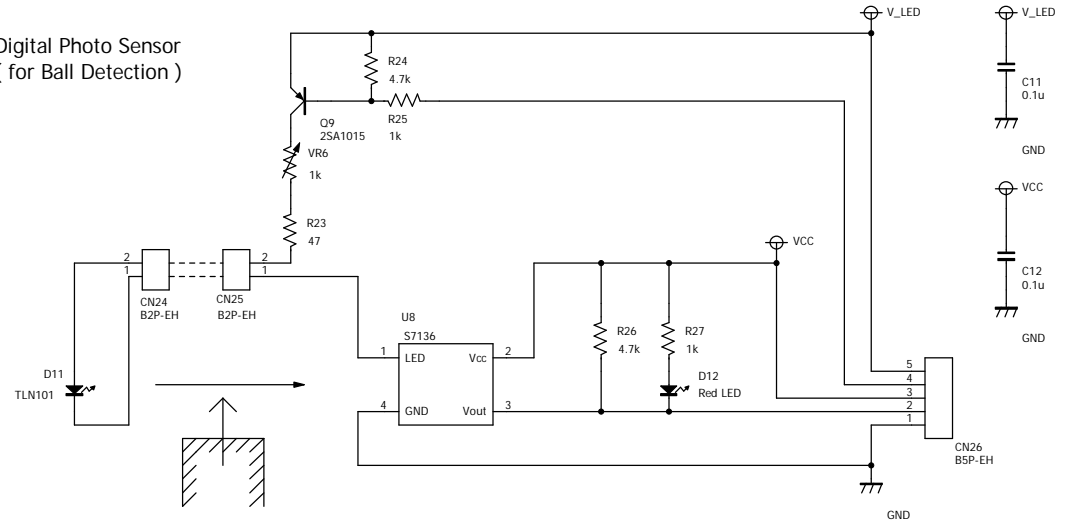 V_LED
V_LED
Digital Photo Sensor
( for Ball Detection )
R24
4.7k
C11
0.1u
R25
1k
Q9
2SA1015
GND
VR6
1k
VCC
R23
47
VCC
2
1
2
1
CN24
B2P-EH
CN25
B2P-EH
C12
0.1u
U8
S7136
R26
4.7k
R27
1k
GND
1
LED
Vcc
2
D11
TLN101
D12
Red LED
5
4
3
2
1
4
GND
Vout
3
CN26
B5P-EH
GND